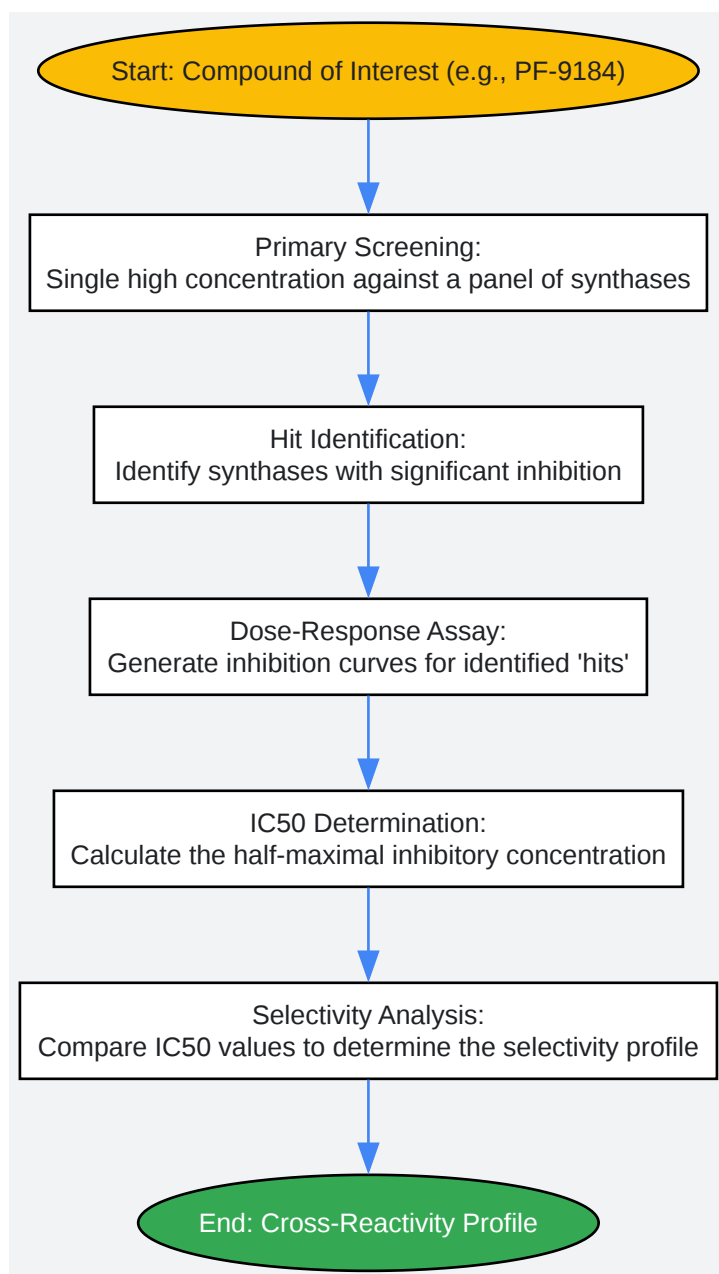 Start: Compound of Interest (e.g., PF-9184)
Primary Screening:
Single high concentration against a panel of synthases
Hit Identification:
Identify synthases with significant inhibition
Dose-Response Assay:
Generate inhibition curves for identified 'hits'
IC50 Determination:
Calculate the half-maximal inhibitory concentration
Selectivity Analysis:
Compare IC50 values to determine the selectivity profile
End: Cross-Reactivity Profile